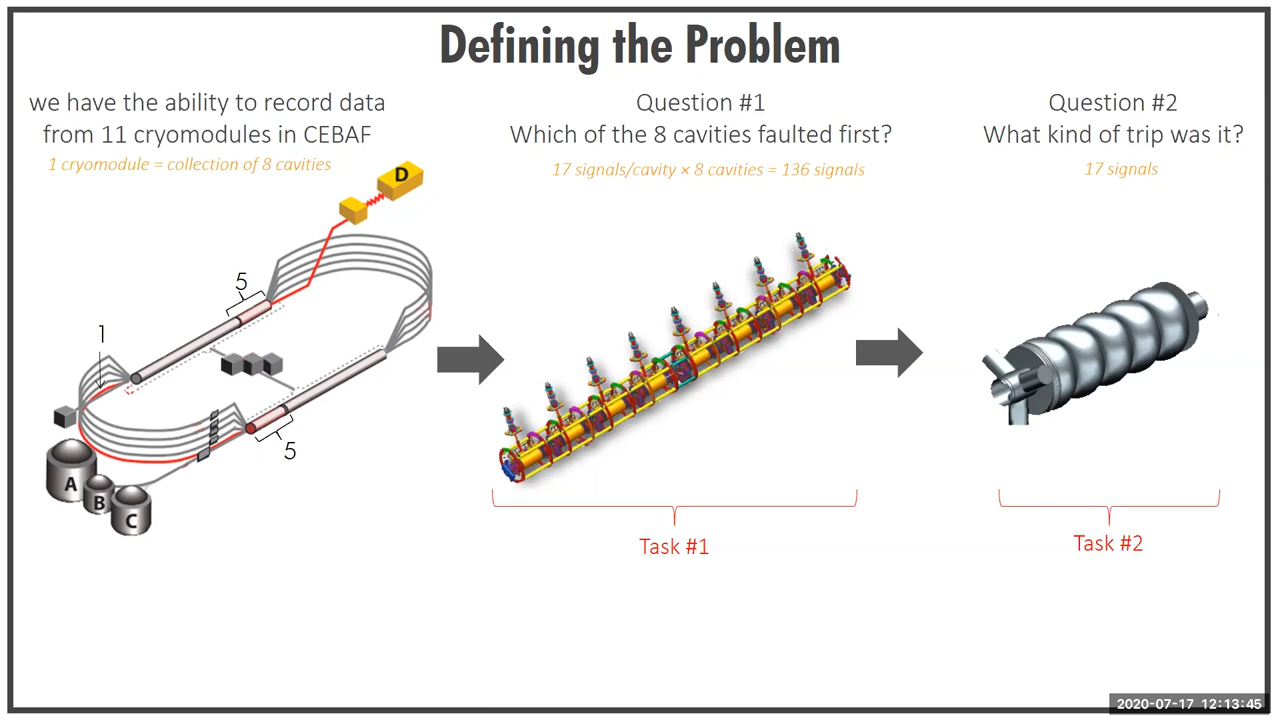 Defining the Problem
we have the ability to record data
from 11 cryomodules in CEBAF
1 cryomodule = collection of 8 cavities
Question #1
Which of the 8 cavities faulted first?
17 signals/cavity × 8 cavities = 136 signals
Question #2
What kind of trip was it?
17 signals
D
5
1
5
A
B
C
Task #1
Task #2
2020-07-17 12:13:45